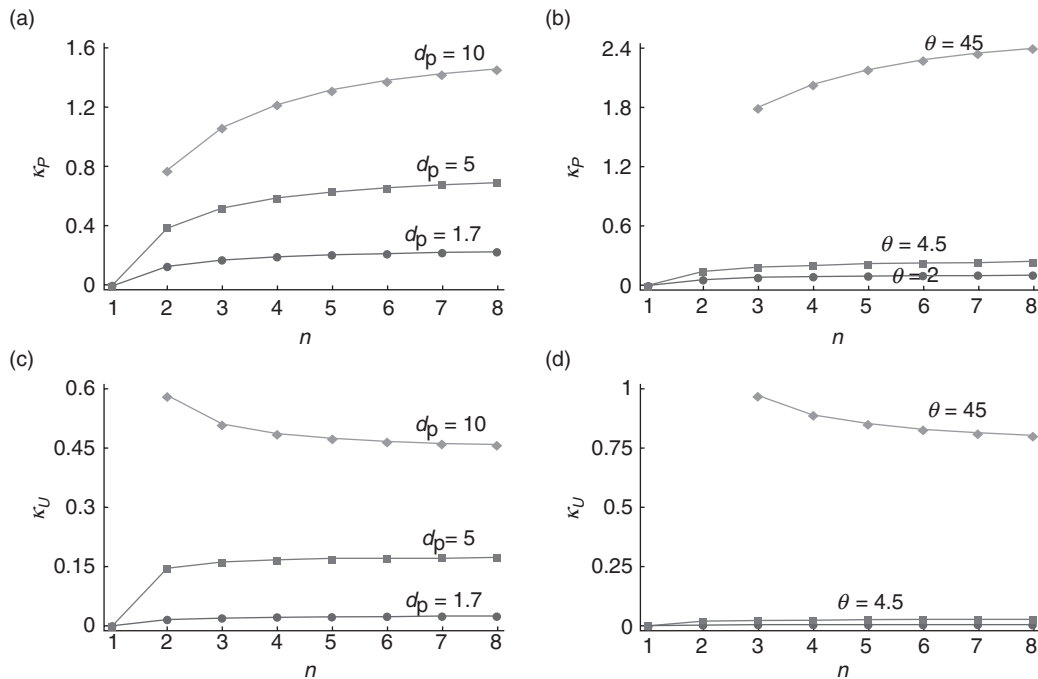 (a)
1.6
1.2
0.8
0.4
0
κP
dp = 10
dp = 5
dp = 1.7
1 2 3 4 5 6 7 8
n
(b)
2.4
1.8
1.2
0.6
0
κP
θ = 45
θ = 4.5
θ = 2
1 2 3 4 5 6 7 8
n
(c)
0.6
0.45
0.3
0.15
0
κU
dp = 10
dp= 5
dp = 1.7
1 2 3 4 5 6 7 8
n
(d)
1
0.75
0.5
0.25
0
κU
θ = 45
θ = 4.5
1 2 3 4 5 6 7 8
n